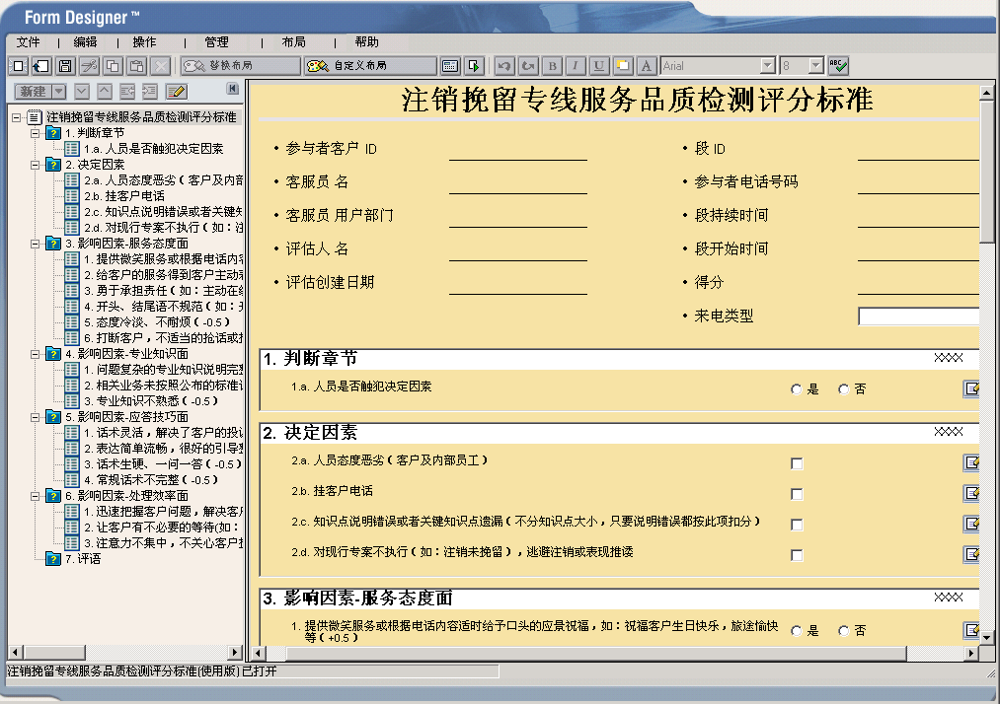 Form Designer™
文件 | 编辑 | 操作 | 管理 | 布局 | 帮助
替换布局 自定义布局 B I U A Arial 8 ABC
新建
注销挽留专线服务品质检测评分标准
1. 判断章节
1.a. 人员是否触犯决定因素
2. 决定因素
2.a. 人员态度恶劣（客户及内部
2.b. 挂客户电话
2.c. 知识点说明错误或者关键知
2.d. 对现行专案不执行（如：注
3. 影响因素-服务态度面
1. 提供微笑服务或根据电话内容
2. 给客户的服务得到客户主动表
3. 勇于承担责任（如：主动在线
4. 开头、结尾语不规范（如：开
5. 态度冷淡、不耐烦（-0.5）
6. 打断客户，不适当的抢话或
4. 影响因素-专业知识面
1. 问题复杂的专业知识说明完整
2. 相关业务未按照公布的标准
3. 专业知识不熟悉（-0.5）
5. 影响因素-应答技巧面
1. 话术灵活，解决了客户的投
2. 表达简单流畅，很好的引导
3. 话术生硬、一问一答（-0.5）
4. 常规话术不完整（-0.5）
6. 影响因素-处理效率面
1. 迅速把握客户问题，解决客户
2. 让客户有不必要的等待(如：
3. 注意力不集中，不关心客户
7. 评语
注销挽留专线服务品质检测评分标准
• 参与者客户 ID • 段 ID
• 客服员 名 • 参与者电话号码
• 客服员 用户部门 • 段持续时间
• 评估人 名 • 段开始时间
• 评估创建日期 • 得分
• 来电类型
1. 判断章节 XXXX
1.a. 人员是否触犯决定因素 是 否
2. 决定因素 XXXX
2.a. 人员态度恶劣（客户及内部员工）
2.b. 挂客户电话
2.c. 知识点说明错误或者关键知识点遗漏（不分知识点大小，只要说明错误都按此项扣分）
2.d. 对现行专案不执行（如：注销未挽留），逃避注销或表现推诿
3. 影响因素-服务态度面 XXXX
1. 提供微笑服务或根据电话内容适时给予口头的应景祝福，如：祝福客户生日快乐，旅途愉快 是 否
等（+0.5）
注销挽留专线服务品质检测评分标准(使用版)已打开